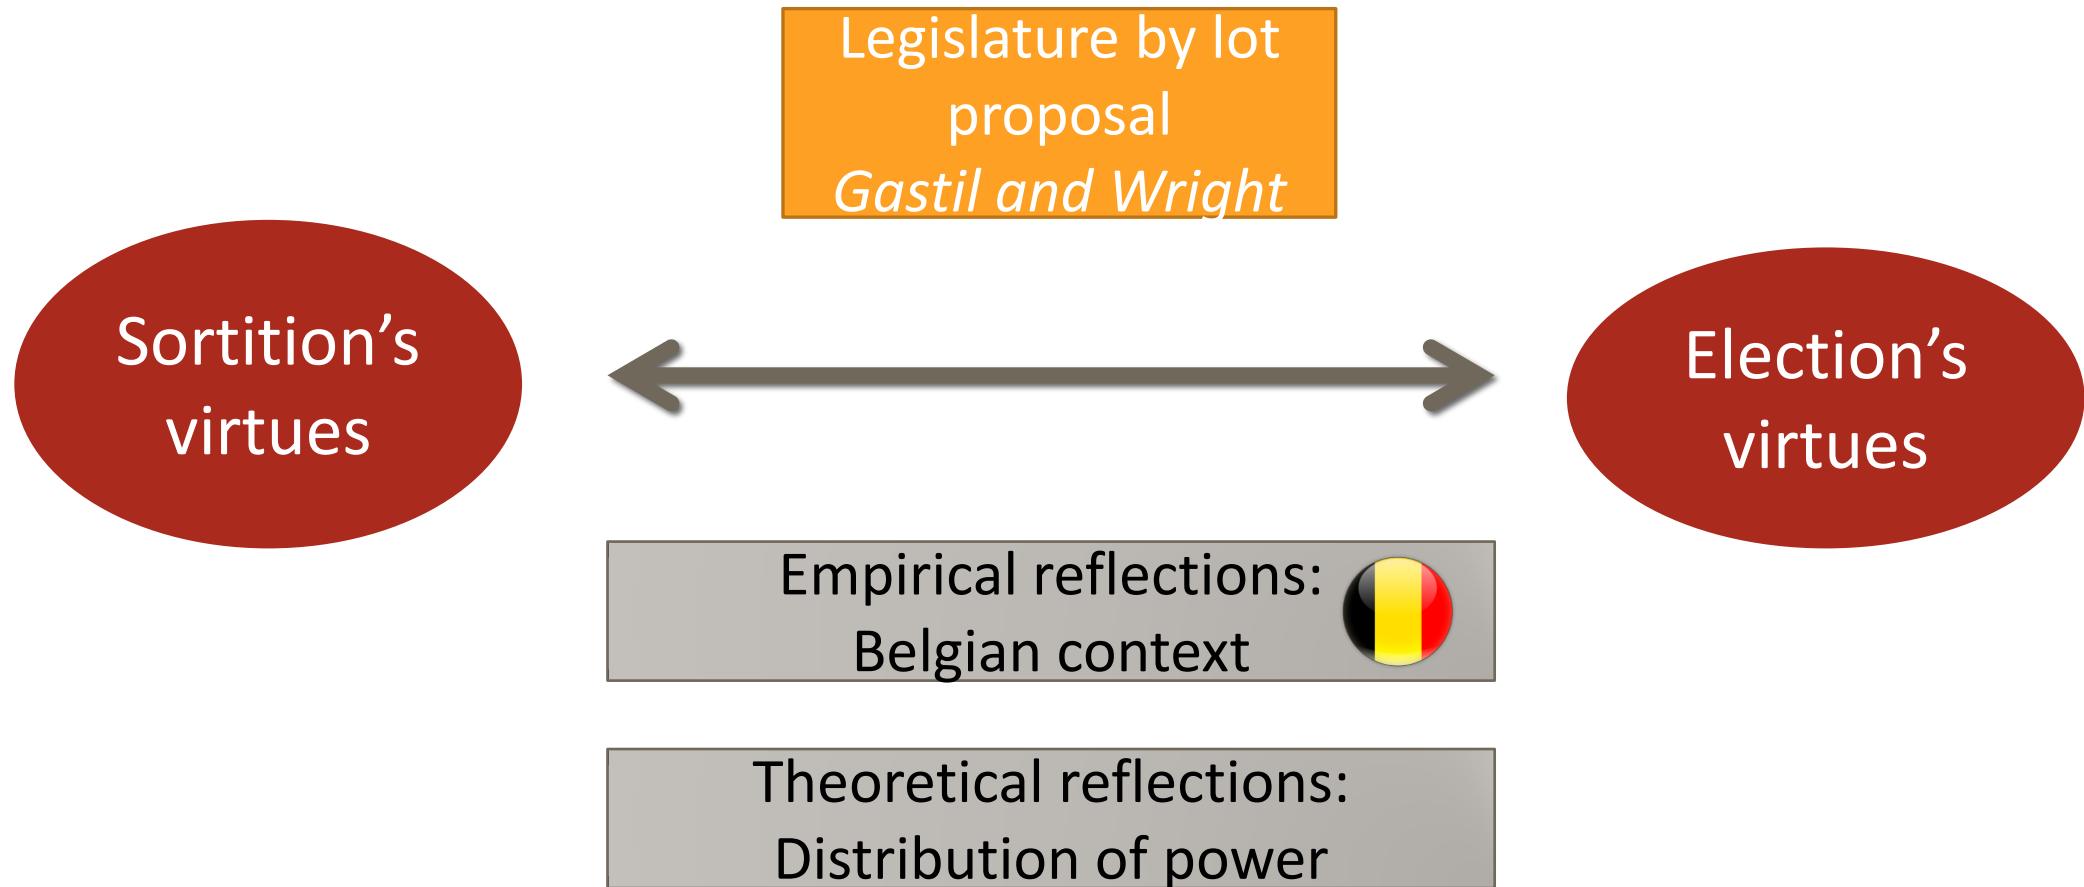 Legislature by lot
proposal
Gastil and Wright
Sortition’s
virtues
Election’s
virtues
Empirical reflections:
Belgian context
Theoretical reflections:
Distribution of power